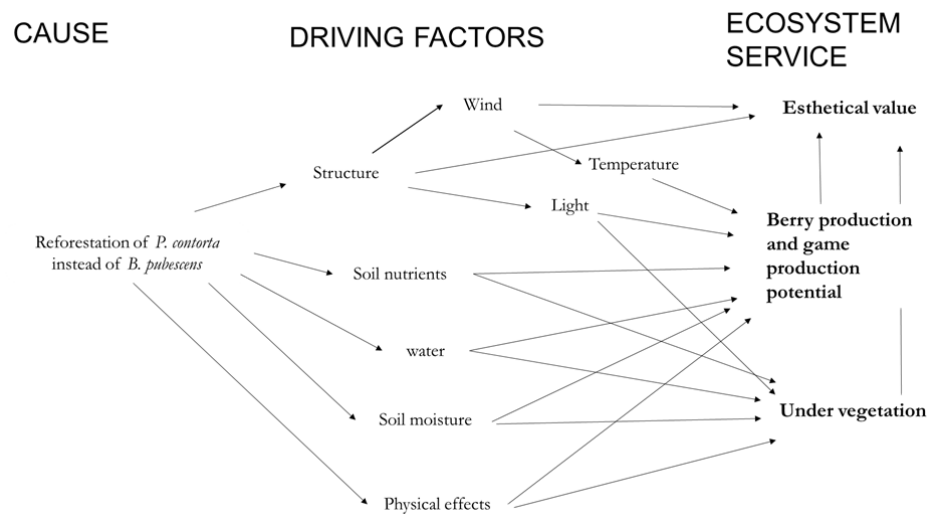 CAUSE
DRIVING FACTORS
ECOSYSTEM
SERVICE
Wind
Esthetical value
Structure
Temperature
Light
Berry production
and game
production
potential
Reforestation of P. contorta
instead of B. pubescens
Soil nutrients
water
Soil moisture
Under vegetation
Physical effects